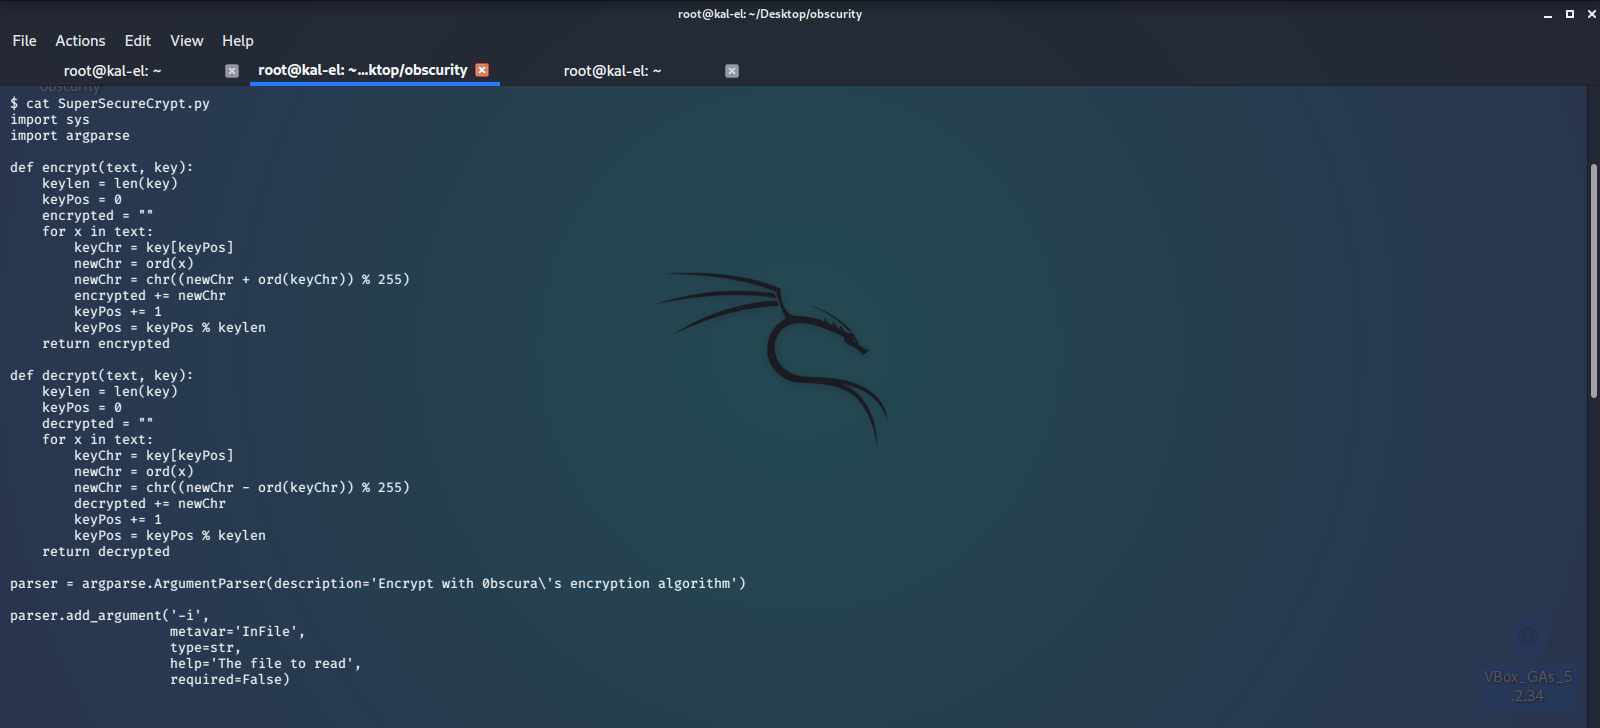 root@kal-el: ~/Desktop/obscurity
File Actions Edit View Help
root@kal-el: ~ root@kal-el: ~...ktop/obscurity root@kal-el: ~
obscurity
$ cat SuperSecureCrypt.py
import sys
import argparse

def encrypt(text, key):
    keylen = len(key)
    keyPos = 0
    encrypted = ""
    for x in text:
        keyChr = key[keyPos]
        newChr = ord(x)
        newChr = chr((newChr + ord(keyChr)) % 255)
        encrypted += newChr
        keyPos += 1
        keyPos = keyPos % keylen
    return encrypted

def decrypt(text, key):
    keylen = len(key)
    keyPos = 0
    decrypted = ""
    for x in text:
        keyChr = key[keyPos]
        newChr = ord(x)
        newChr = chr((newChr - ord(keyChr)) % 255)
        decrypted += newChr
        keyPos += 1
        keyPos = keyPos % keylen
    return decrypted

parser = argparse.ArgumentParser(description='Encrypt with 0bscura\'s encryption algorithm')

parser.add_argument('-i',
                    metavar='InFile',
                    type=str,
                    help='The file to read',
                    required=False)
VBox_GAs_5
.2.34